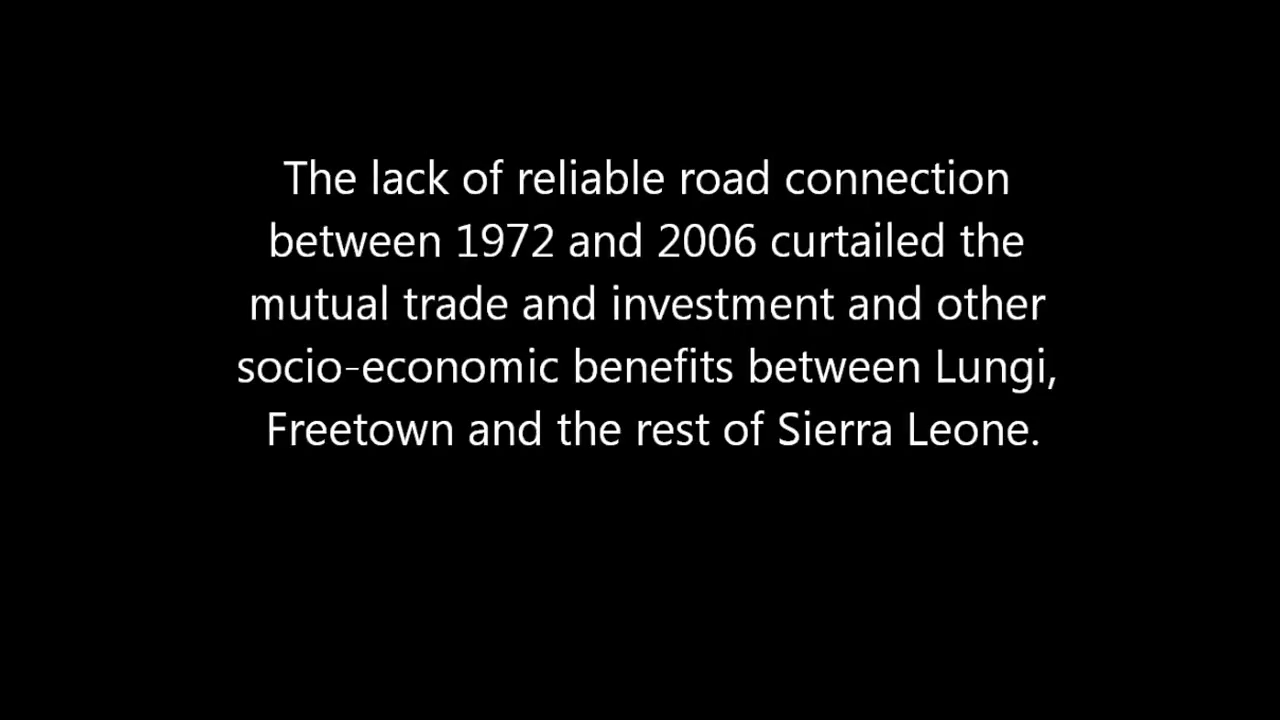 The lack of reliable road connection
between 1972 and 2006 curtailed the
mutual trade and investment and other
socio-economic benefits between Lungi,
Freetown and the rest of Sierra Leone.